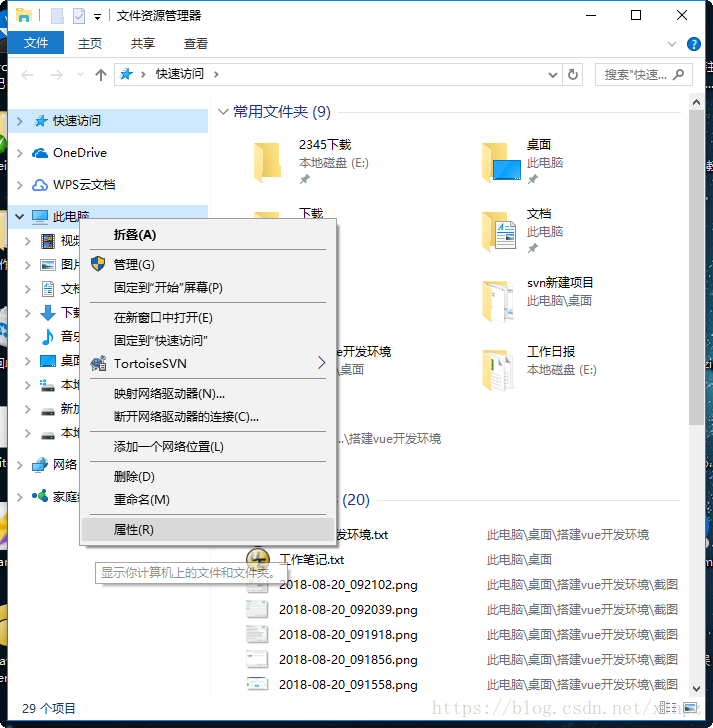 文件资源管理器
文件 主页 共享 查看
快速访问
搜索"快速...
快速访问
OneDrive
WPS云文档
此电脑
视频
图片
文档
下载
音乐
桌面
本地
新加
本地
网络
家庭组
折叠(A)
管理(G)
固定到"开始"屏幕(P)
在新窗口中打开(E)
固定到"快速访问"
TortoiseSVN
映射网络驱动器(N)...
断开网络驱动器的连接(C)...
添加一个网络位置(L)
删除(D)
重命名(M)
属性(R)
显示你计算机上的文件和文件夹。
常用文件夹 (9)
2345下载
本地磁盘 (E:)
桌面
此电脑
下载
文档
此电脑
svn新建项目
此电脑\桌面
ue开发环境
\桌面
工作日报
本地磁盘 (E:)
...\搭建vue开发环境
(20)
发环境.txt 此电脑\桌面\搭建vue开发环境
工作笔记.txt 此电脑\桌面
2018-08-20_092102.png 此电脑\桌面\搭建vue开发环境\截图
2018-08-20_092039.png 此电脑\桌面\搭建vue开发环境\截图
2018-08-20_091918.png 此电脑\桌面\搭建vue开发环境\截图
2018-08-20_091856.png 此电脑\桌面\搭建vue开发环境\截图
2018-08-20_091558.png 此电脑\桌面\搭建vue开发环境\截图
29 个项目